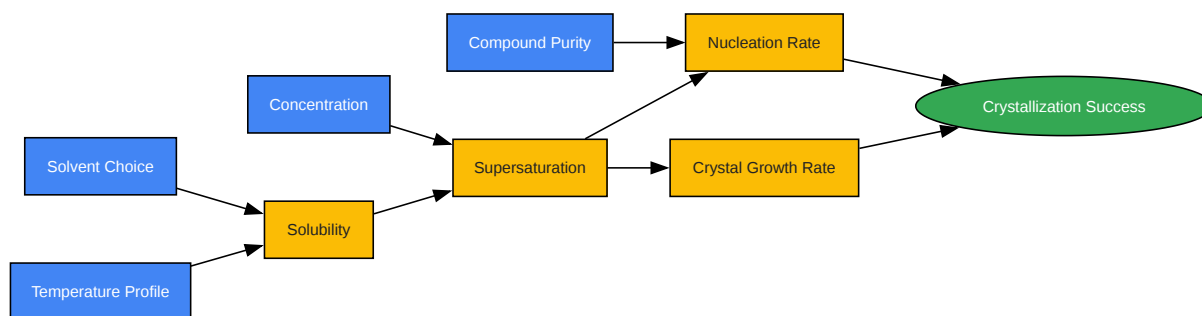 Compound Purity
Nucleation Rate
Concentration
Crystallization Success
Solvent Choice
Supersaturation
Crystal Growth Rate
Solubility
Temperature Profile